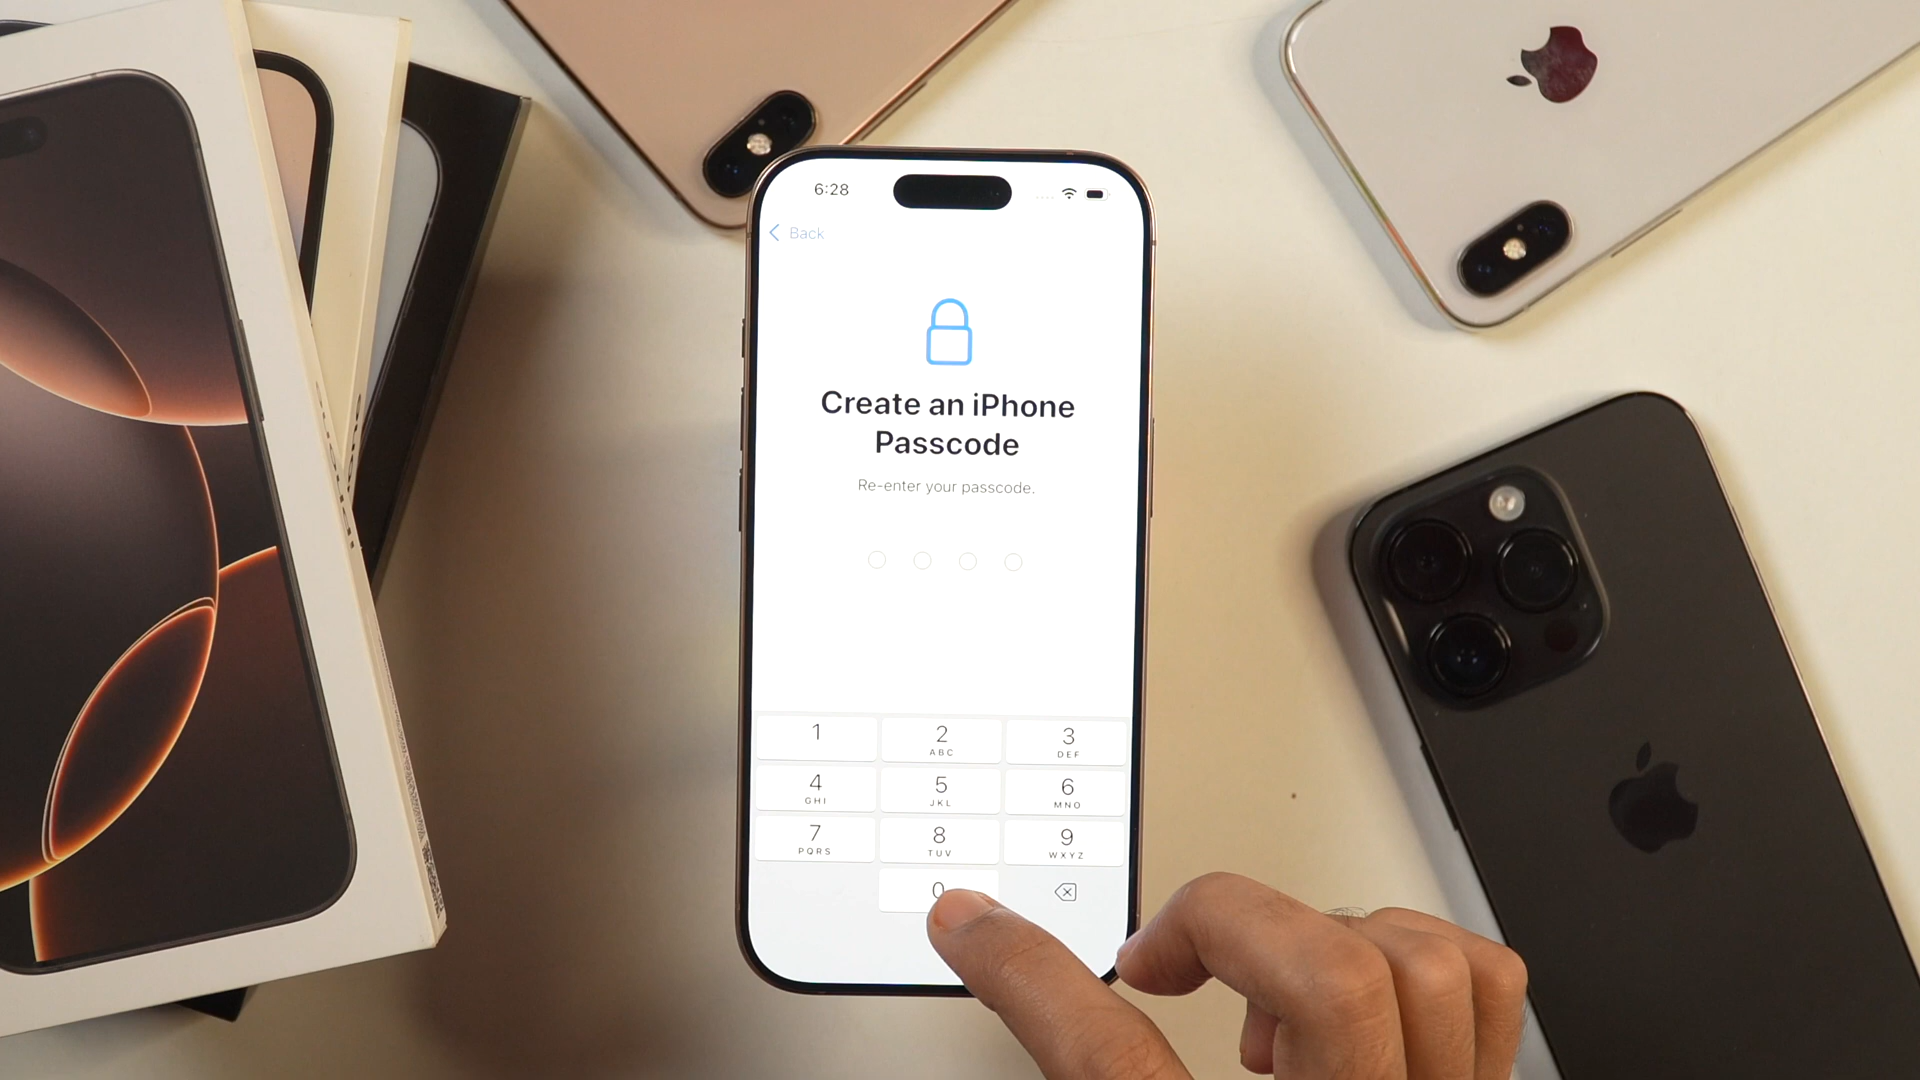 6:28
Back
Create an iPhone
Passcode
Re-enter your passcode.
1
2
ABC
3
DEF
4
GHI
5
JKL
6
MNO
7
PQRS
8
TUV
9
WXYZ
0